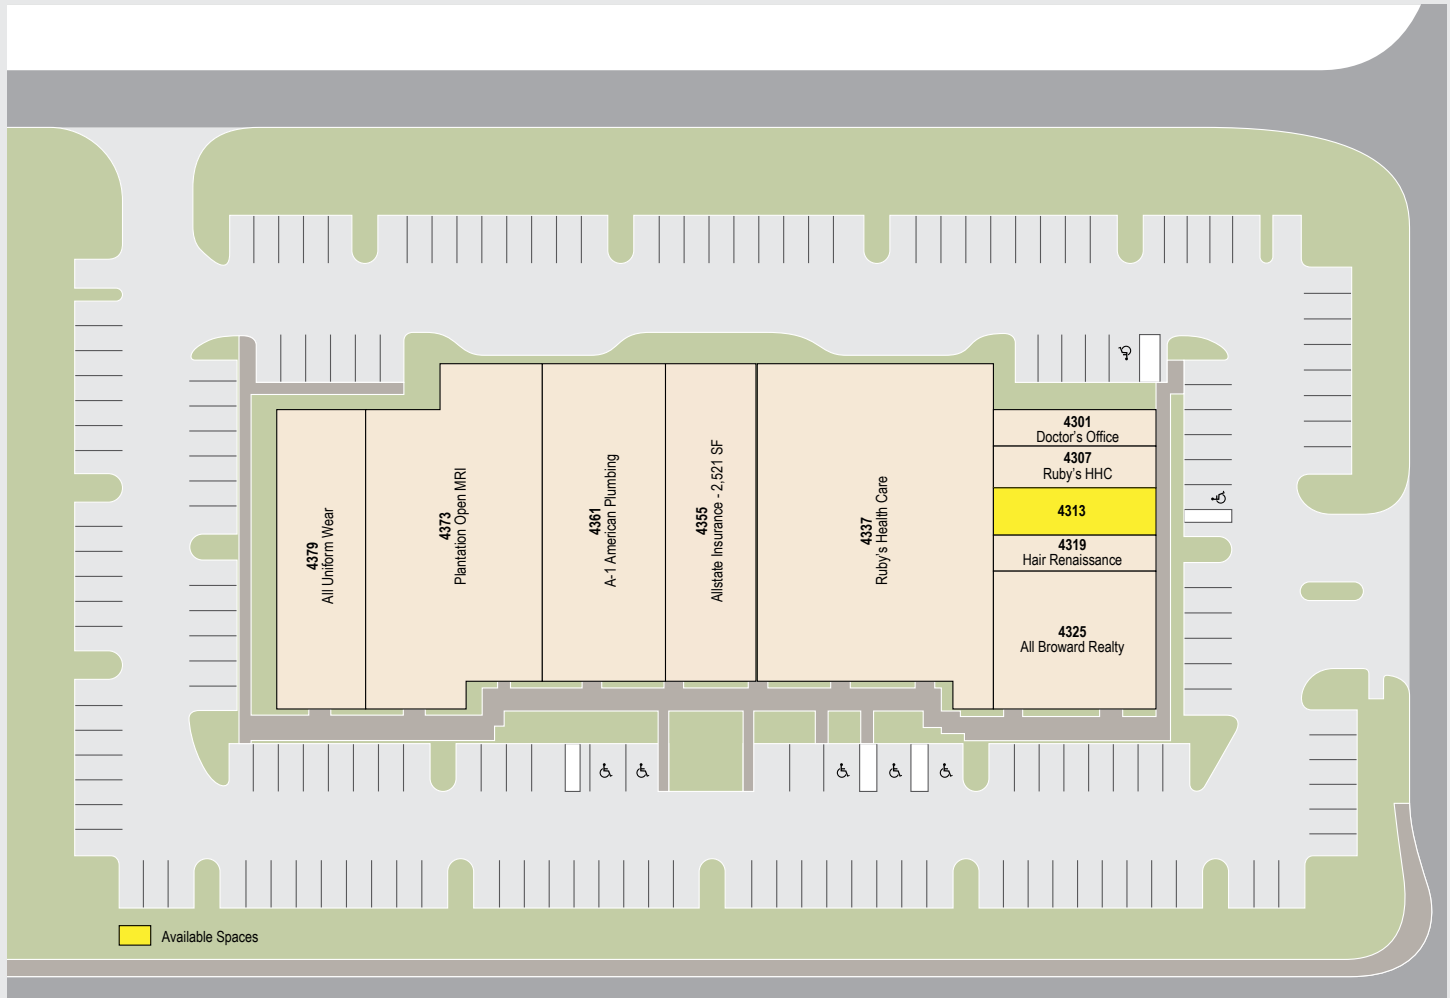 4379
All Uniform Wear
4373
Plantation Open MRI
4361
A-1 American Plumbing
4355
Allstate Insurance - 2,521 SF
4337
Ruby's Health Care
4301
Doctor's Office
4307
Ruby's HHC
4313
4319
Hair Renaissance
4325
All Broward Realty
Available Spaces